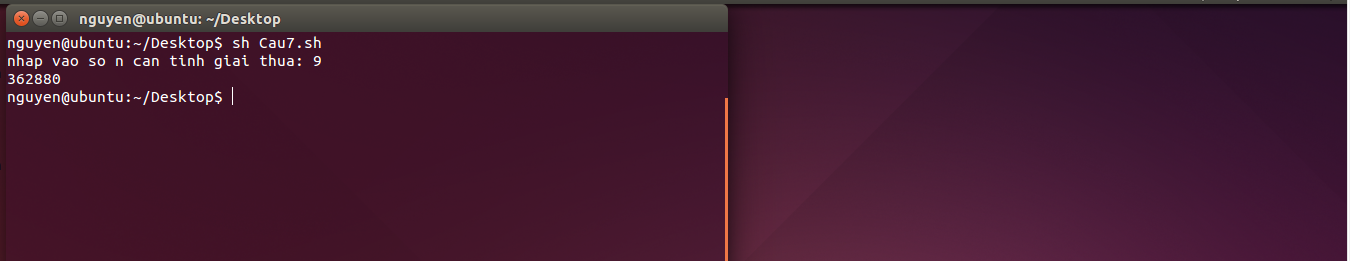 nguyen@ubuntu: ~/Desktop
nguyen@ubuntu:~/Desktop$ sh Cau7.sh
nhap vao so n can tinh giai thua: 9
362880
nguyen@ubuntu:~/Desktop$